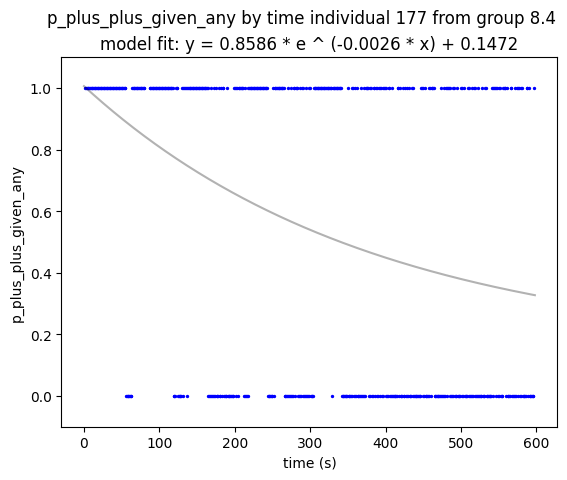 p_plus_plus_given_any by time individual 177 from group 8.4
model fit: y = 0.8586 * e ^ (-0.0026 * x) + 0.1472
1.0
0.8
0.6
0.4
0.2
0.0
p_plus_plus_given_any
0 100 200 300 400 500 600
time (s)